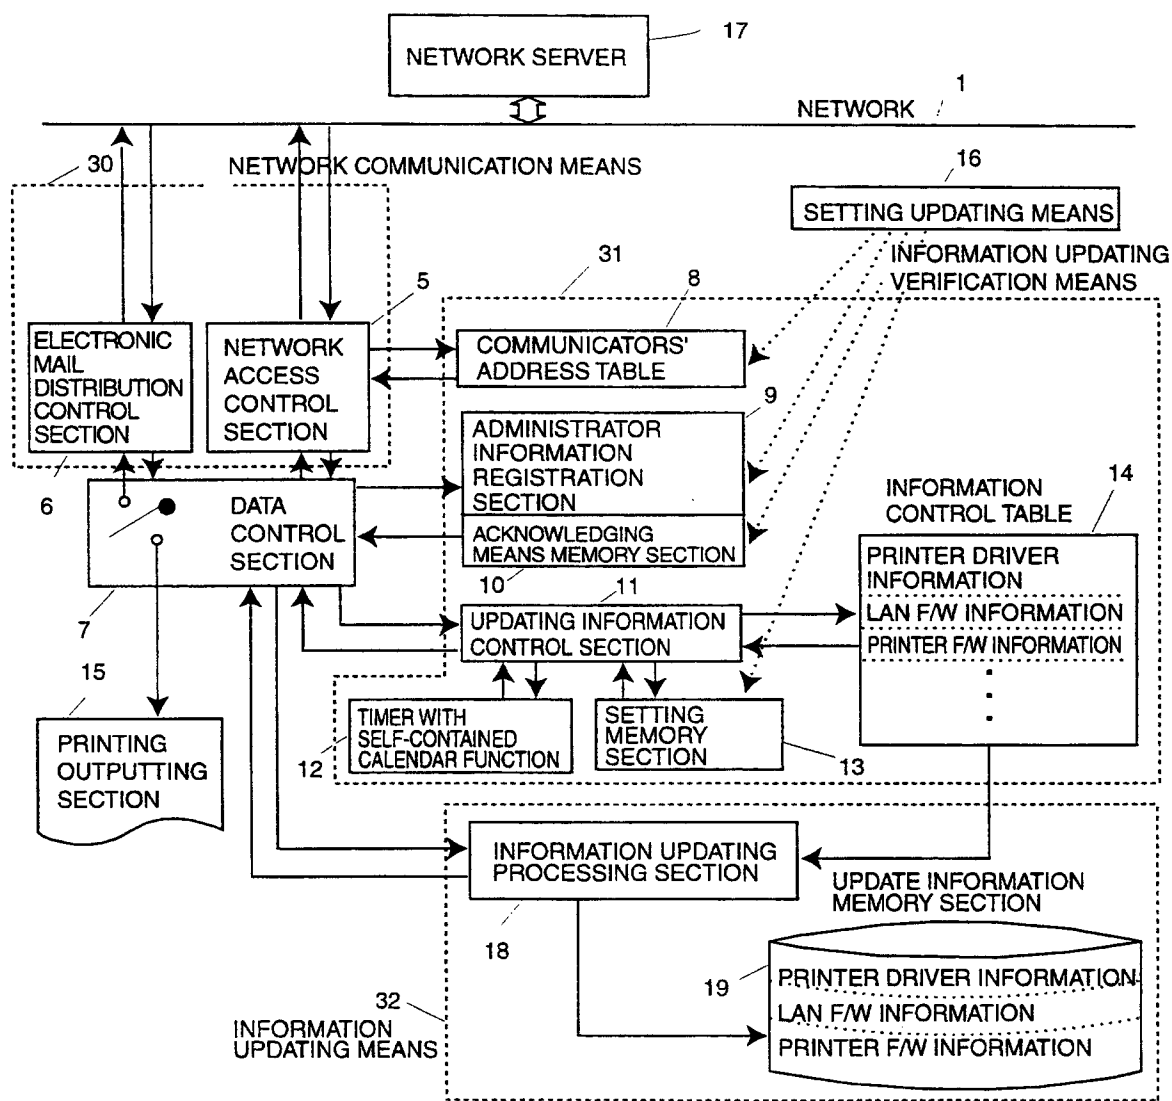 17
NETWORK SERVER
1
NETWORK
30
NETWORK COMMUNICATION MEANS
16
SETTING UPDATING MEANS
INFORMATION UPDATING
VERIFICATION MEANS
31
5
8
ELECTRONIC
MAIL
DISTRIBUTION
CONTROL
SECTION
NETWORK
ACCESS
CONTROL
SECTION
COMMUNICATORS'
ADDRESS TABLE
9
ADMINISTRATOR
INFORMATION
REGISTRATION
SECTION
6
DATA
CONTROL
SECTION
ACKNOWLEDGING
MEANS MEMORY SECTION
10
INFORMATION
CONTROL TABLE
14
PRINTER DRIVER
INFORMATION
LAN F/W INFORMATION
PRINTER F/W INFORMATION
7
11
UPDATING INFORMATION
CONTROL SECTION
15
PRINTING
OUTPUTTING
SECTION
12
TIMER WITH
SELF-CONTAINED
CALENDAR FUNCTION
SETTING
MEMORY
SECTION
13
INFORMATION UPDATING
PROCESSING SECTION
18
UPDATE INFORMATION
MEMORY SECTION
19
PRINTER DRIVER INFORMATION
LAN F/W INFORMATION
PRINTER F/W INFORMATION
32
INFORMATION
UPDATING MEANS